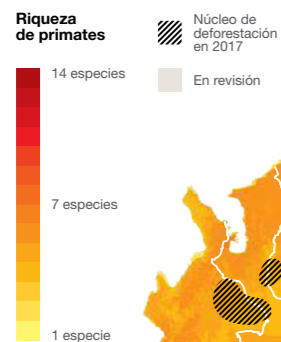 Riqueza
de primates
Núcleo de
deforestación
en 2017
En revisión
14 especies
7 especies
1 especie